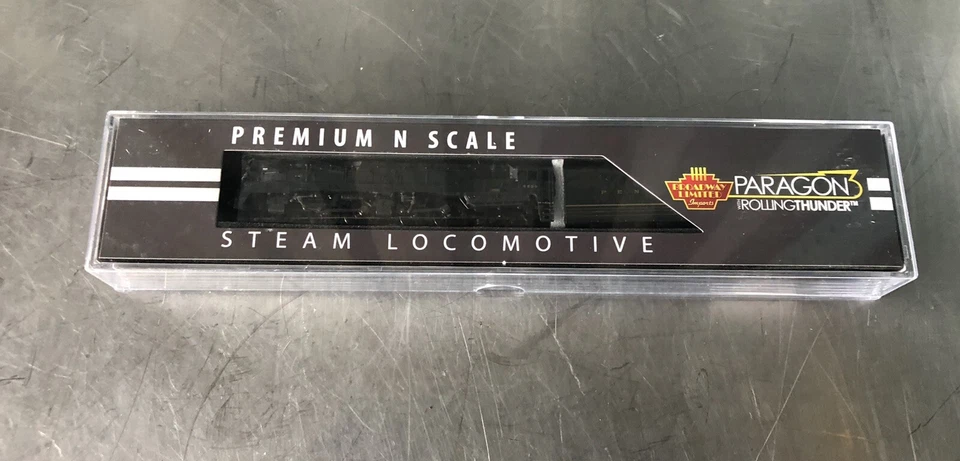 PREMIUM N SCALE
STEAM LOCOMOTIVE
BROADWAY
LIMITED
Imports
PARAGON3
ROLLINGTHUNDER™